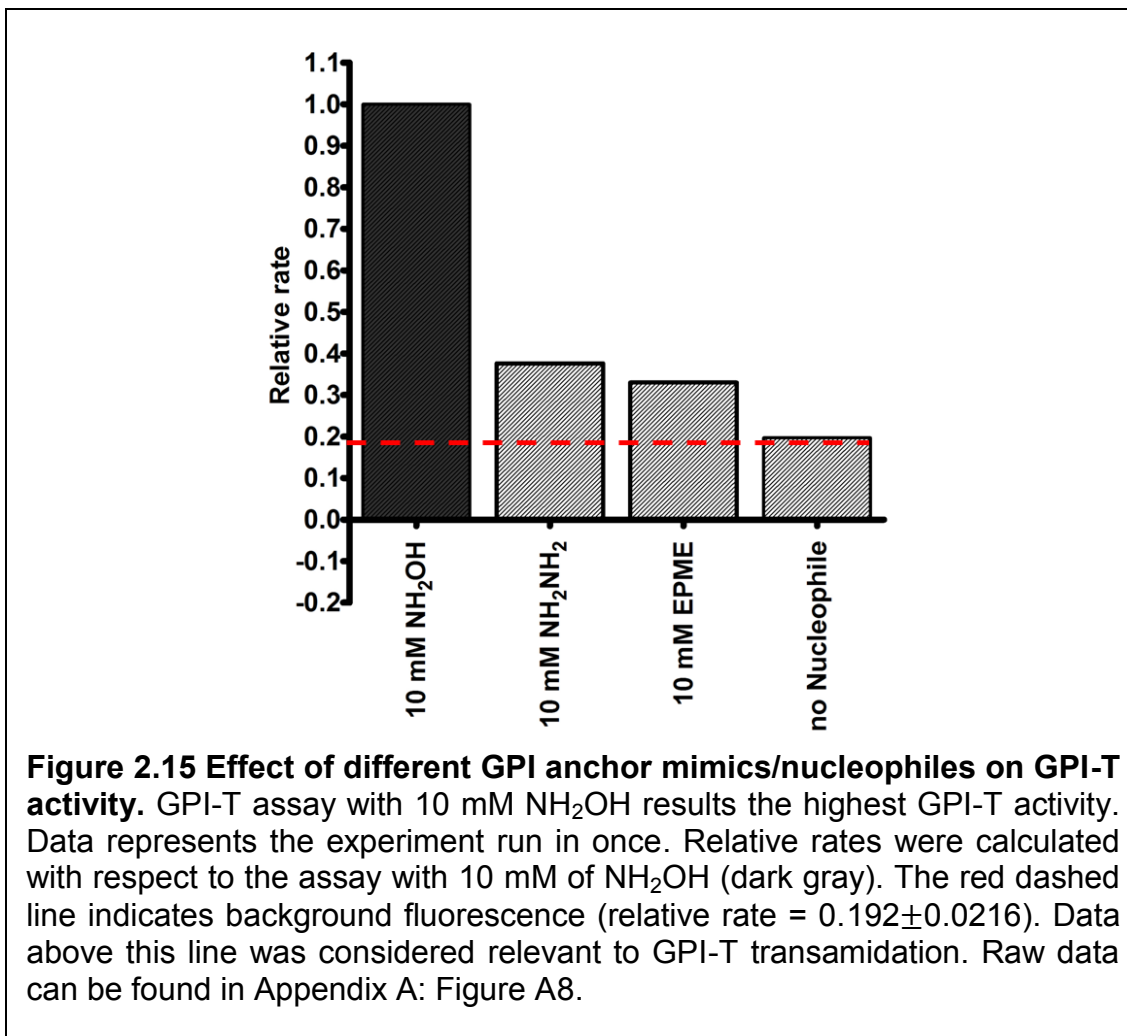 1.1
1.0
0.9
0.8
0.7
0.6
0.5
0.4
0.3
0.2
0.1
0.0
-0.1
-0.2
Relative rate
10 mM NH₂OH
10 mM NH₂NH₂
10 mM EPME
no Nucleophile
Figure 2.15 Effect of different GPI anchor mimics/nucleophiles on GPI-T
activity. GPI-T assay with 10 mM NH₂OH results the highest GPI-T activity.
Data represents the experiment run in once. Relative rates were calculated
with respect to the assay with 10 mM of NH₂OH (dark gray). The red dashed
line indicates background fluorescence (relative rate = 0.192±0.0216). Data
above this line was considered relevant to GPI-T transamidation. Raw data
can be found in Appendix A: Figure A8.